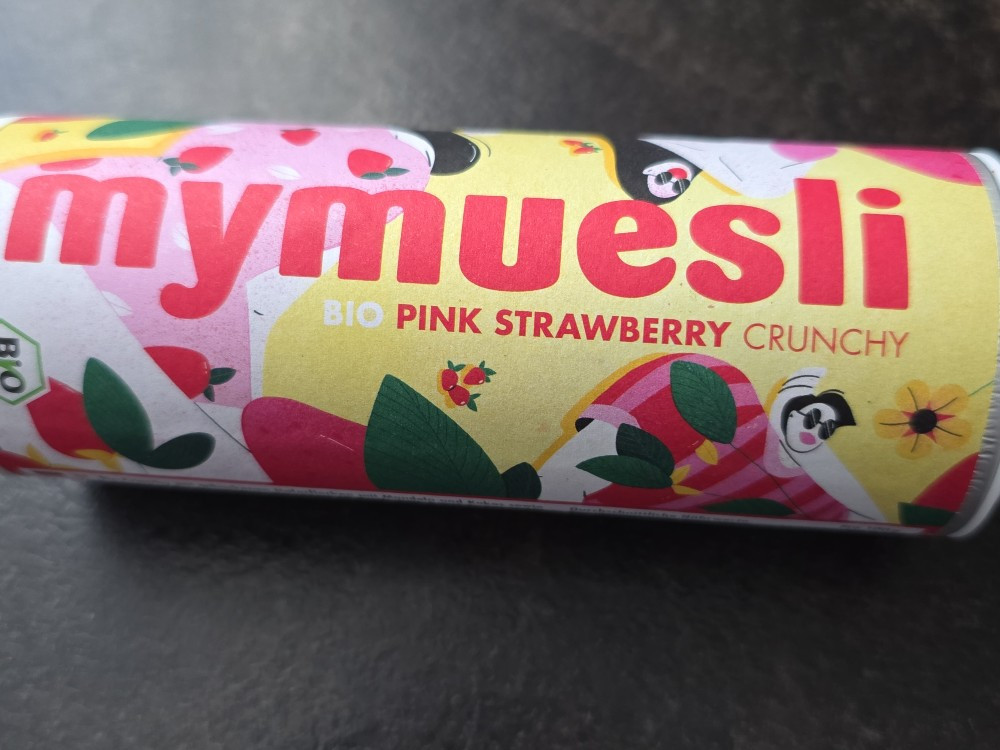 mymuesli
BIO PINK STRAWBERRY CRUNCHY
BiO